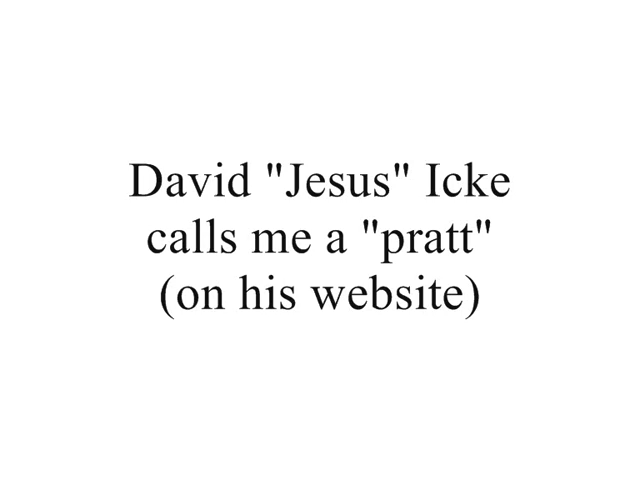 David "Jesus" Icke
calls me a "pratt"
(on his website)